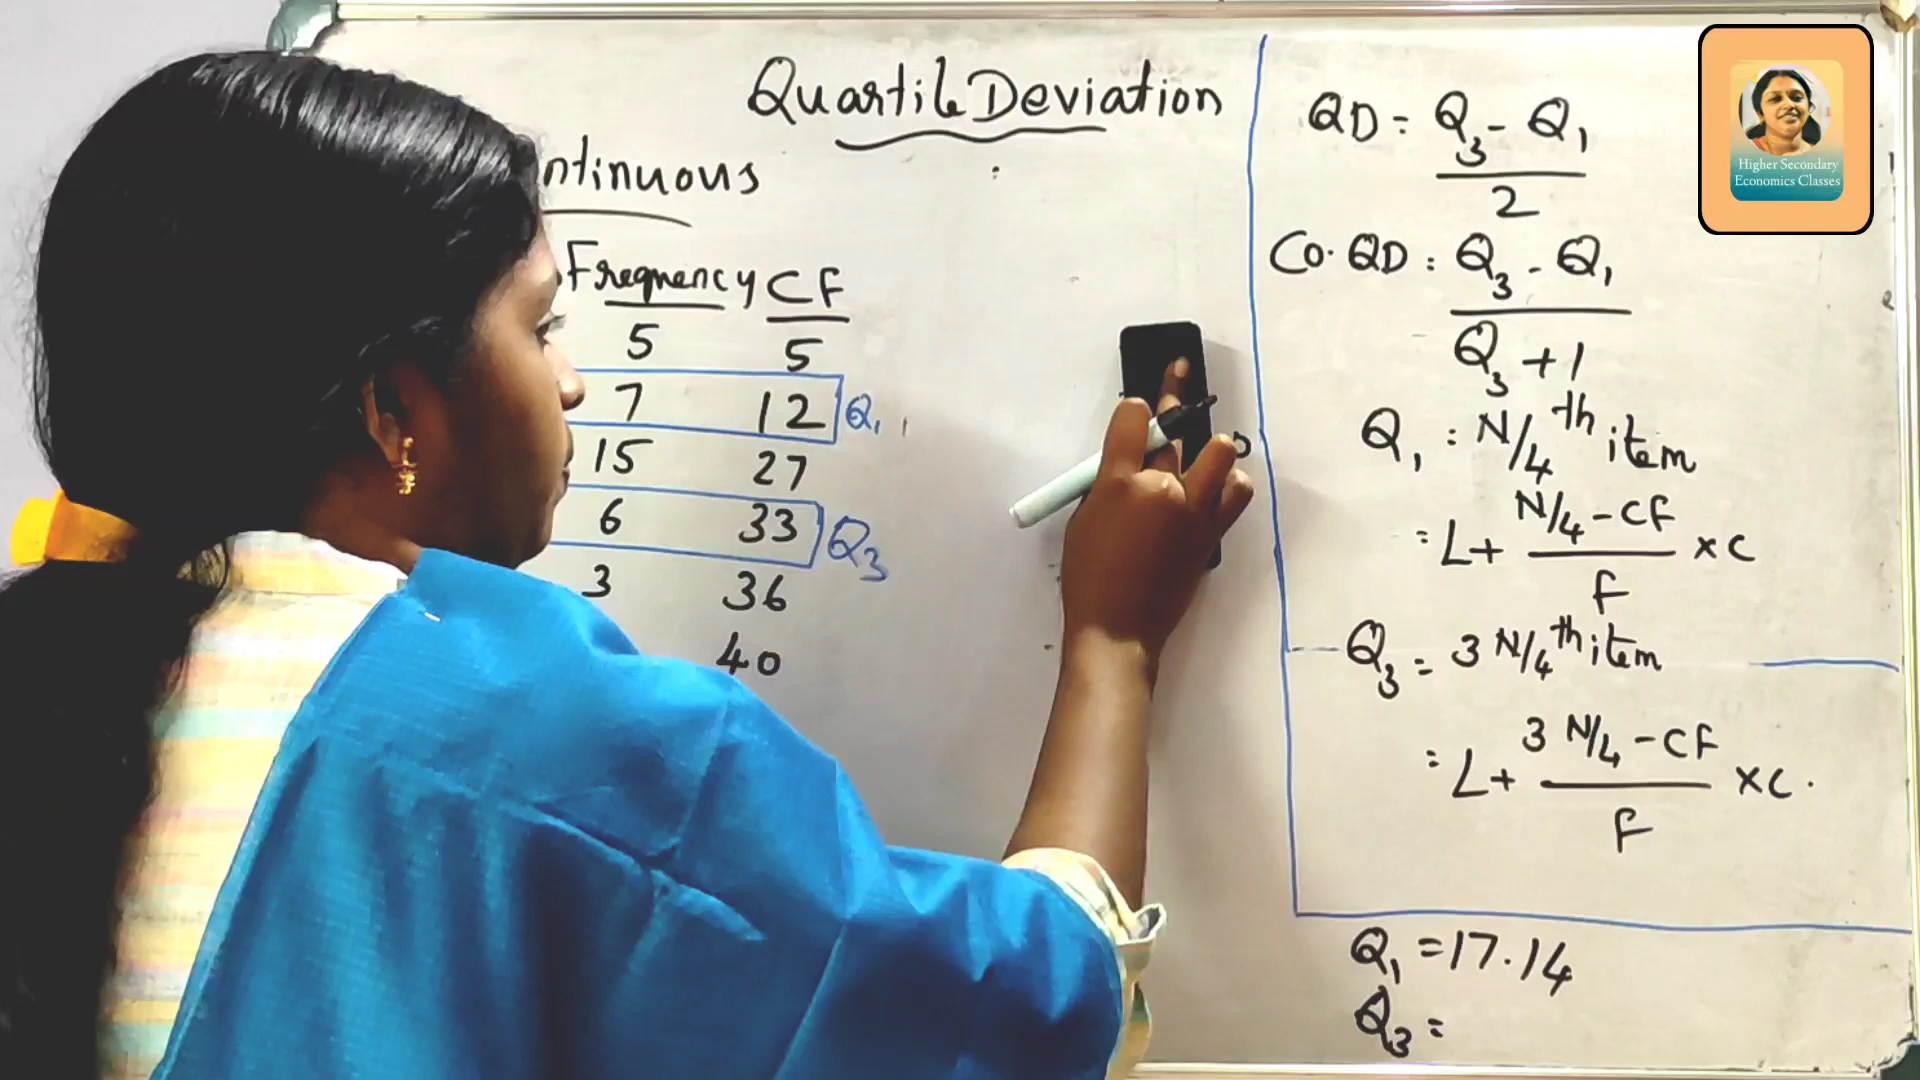 Quartile Deviation
ntinuous
Frequency CF
5 5
7 12 Q₁
15 27
6 33 Q₃
3 36
40
QD = Q₃ - Q₁
2
Co. QD = Q₃ - Q₁
Q₃ + 1
Q₁ = N/4 th item
= L + N/4 - CF × C
F
Q₃ = 3 N/4 th item
= L + 3 N/4 - CF × C.
F
Q₁ = 17.14
Q₃ =
Higher Secondary
Economics Classes